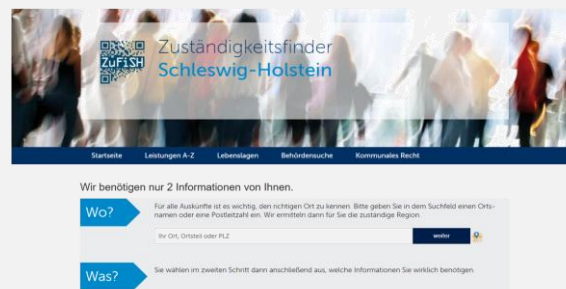 ZuFiSH
Zuständigkeitsfinder
Schleswig-Holstein
Startseite Leistungen A-Z Lebenslagen Behördensuche Kommunales Recht
Wir benötigen nur 2 Informationen von Ihnen.
Wo?
Für alle Auskünfte ist es wichtig, den richtigen Ort zu kennen. Bitte geben Sie in dem Suchfeld einen Orts-
namen oder eine Postleitzahl ein. Wir ermitteln dann für Sie die zuständige Region.
Ihr Ort, Ortsteil oder PLZ weiter
Was?
Sie wählen im zweiten Schritt dann anschließend aus, welche Informationen Sie wirklich benötigen.